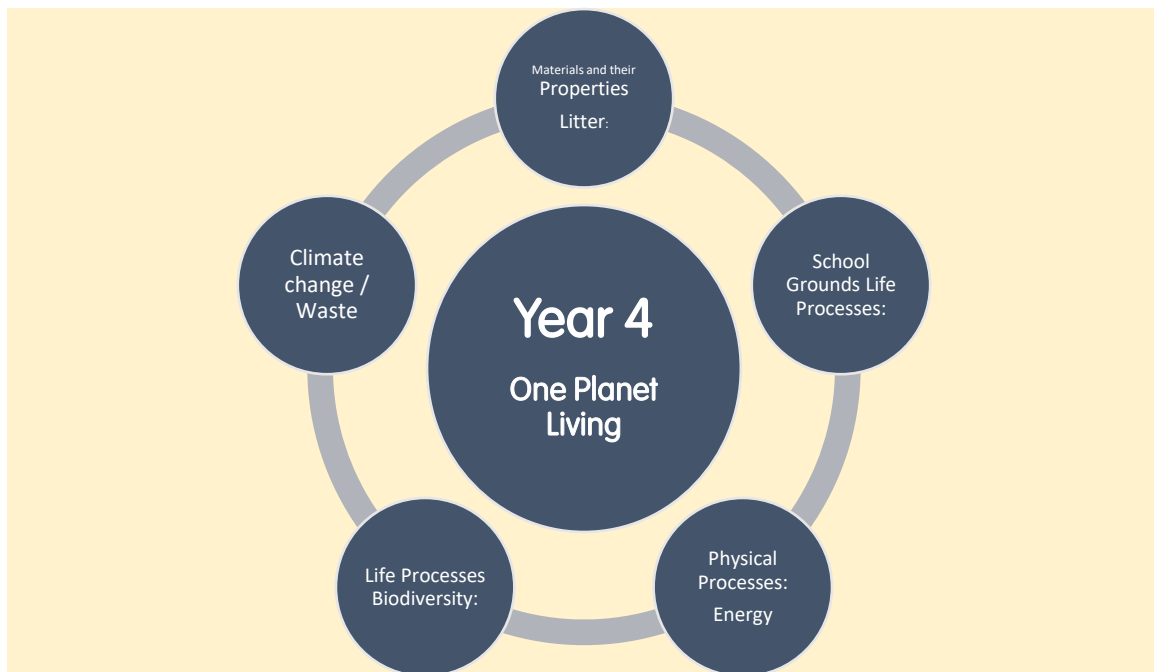 Materials and their
Properties
Litter:
Climate
change /
Waste
School
Grounds Life
Processes:
Year 4
One Planet
Living
Life Processes
Biodiversity:
Physical
Processes:
Energy